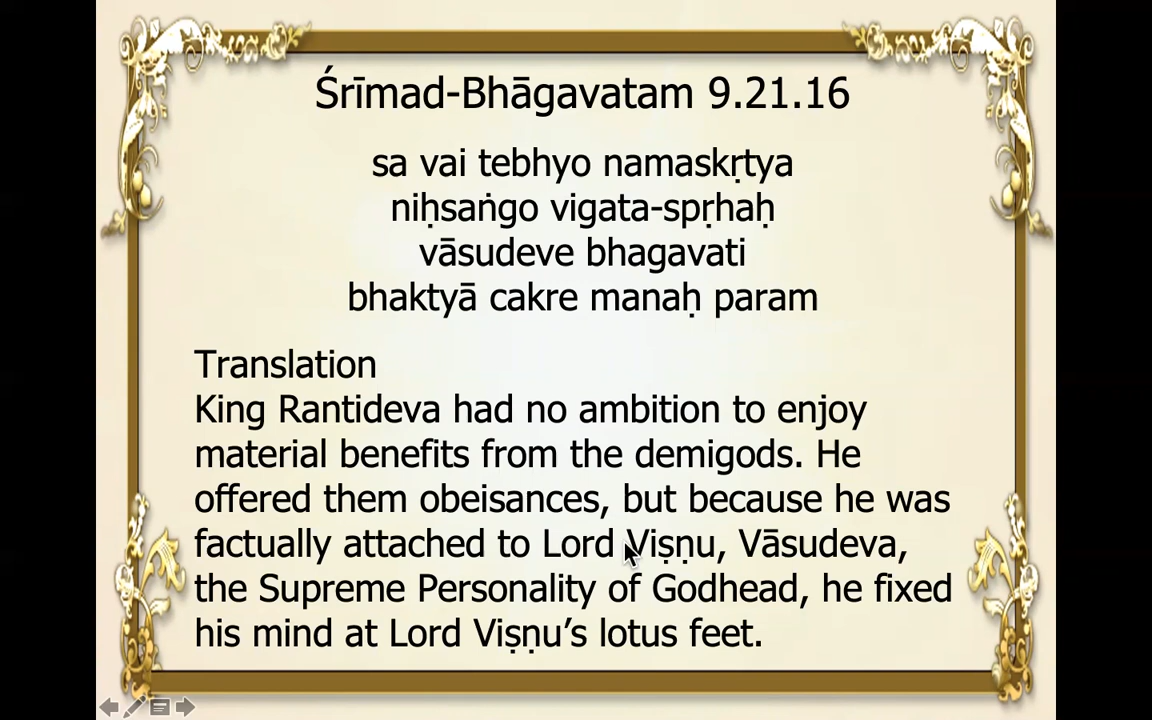 Śrīmad-Bhāgavatam 9.21.16
sa vai tebhyo namaskṛtya
niḥsaṅgo vigata-spṛhaḥ
vāsudeve bhagavati
bhaktyā cakre manaḥ param
Translation
King Rantideva had no ambition to enjoy
material benefits from the demigods. He
offered them obeisances, but because he was
factually attached to Lord Viṣṇu, Vāsudeva,
the Supreme Personality of Godhead, he fixed
his mind at Lord Viṣṇu’s lotus feet.